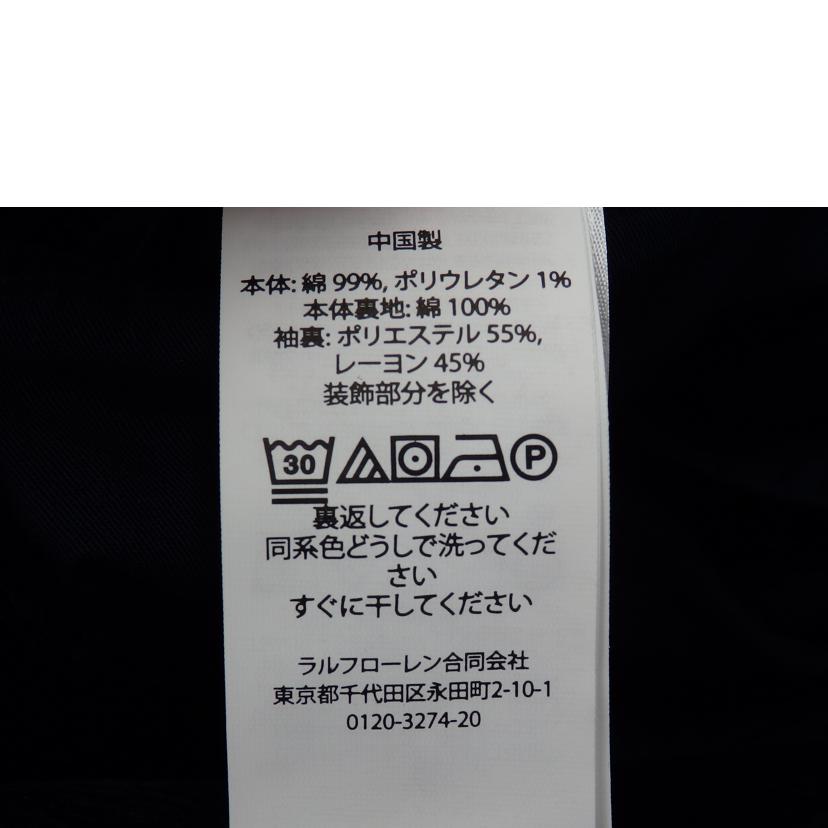 中国製
本体: 綿 99%, ポリウレタン 1%
本体裏地: 綿 100%
袖裏: ポリエステル 55%,
レーヨン 45%
装飾部分を除く
30 P
裏返してください
同系色どうしで洗ってくだ
さい
すぐに干してください
ラルフローレン合同会社
東京都千代田区永田町2-10-1
0120-3274-20